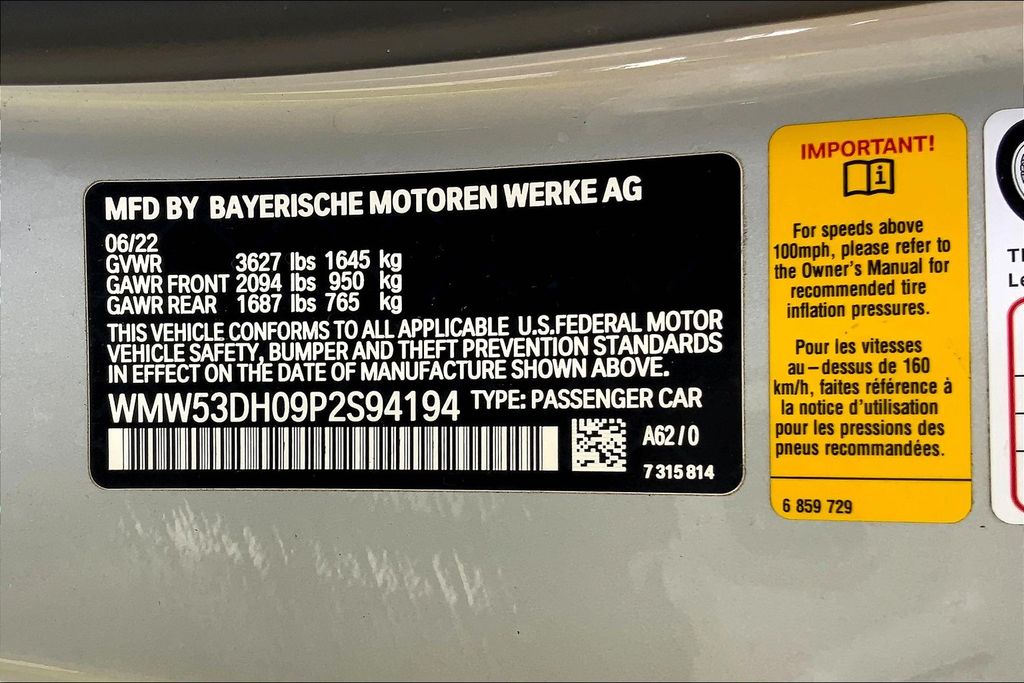 MFD BY BAYERISCHE MOTOREN WERKE AG
06/22
GVWR 3627 lbs 1645 kg
GAWR FRONT 2094 lbs 950 kg
GAWR REAR 1687 lbs 765 kg
THIS VEHICLE CONFORMS TO ALL APPLICABLE U.S.FEDERAL MOTOR
VEHICLE SAFETY, BUMPER AND THEFT PREVENTION STANDARDS
IN EFFECT ON THE DATE OF MANUFACTURE SHOWN ABOVE.
WMW53DH09P2S94194 TYPE: PASSENGER CAR
A62/0
7 315 814
IMPORTANT!
i
For speeds above
100mph, please refer to
the Owner's Manual for
recommended tire
inflation pressures.
Pour les vitesses
au-dessus de 160
km/h, faites référence à
la notice d'utilisation
pour les pressions des
pneus recommandées.
6 859 729